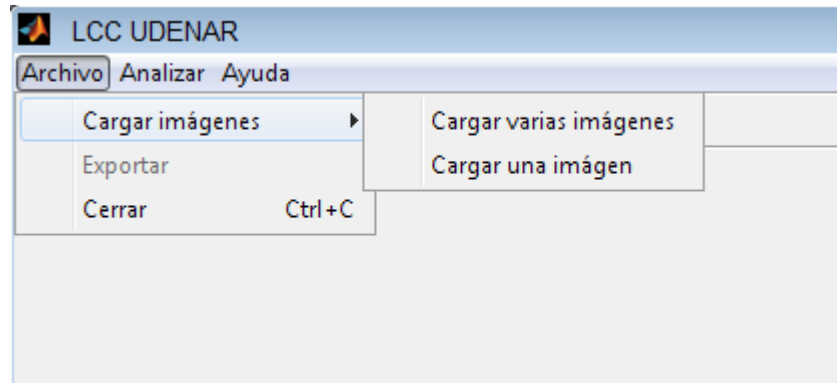 LCC UDENAR
Archivo Analizar Ayuda
Cargar imágenes
Cargar varias imágenes
Exportar
Cargar una imágen
Cerrar Ctrl+C